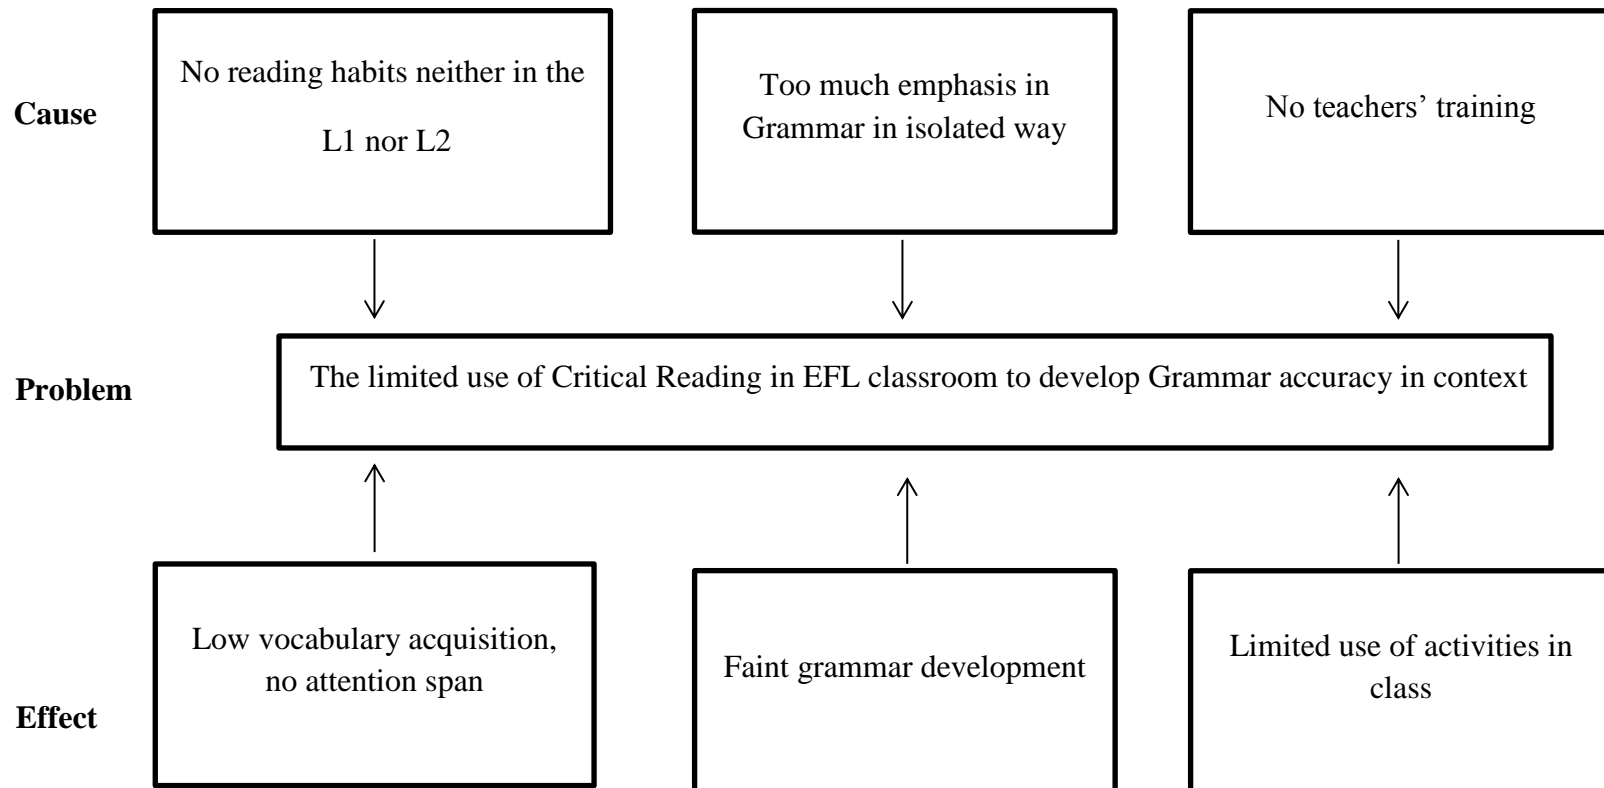 Cause
No reading habits neither in the
L1 nor L2
Too much emphasis in
Grammar in isolated way
No teachers’ training
Problem
The limited use of Critical Reading in EFL classroom to develop Grammar accuracy in context
Effect
Low vocabulary acquisition,
no attention span
Faint grammar development
Limited use of activities in
class